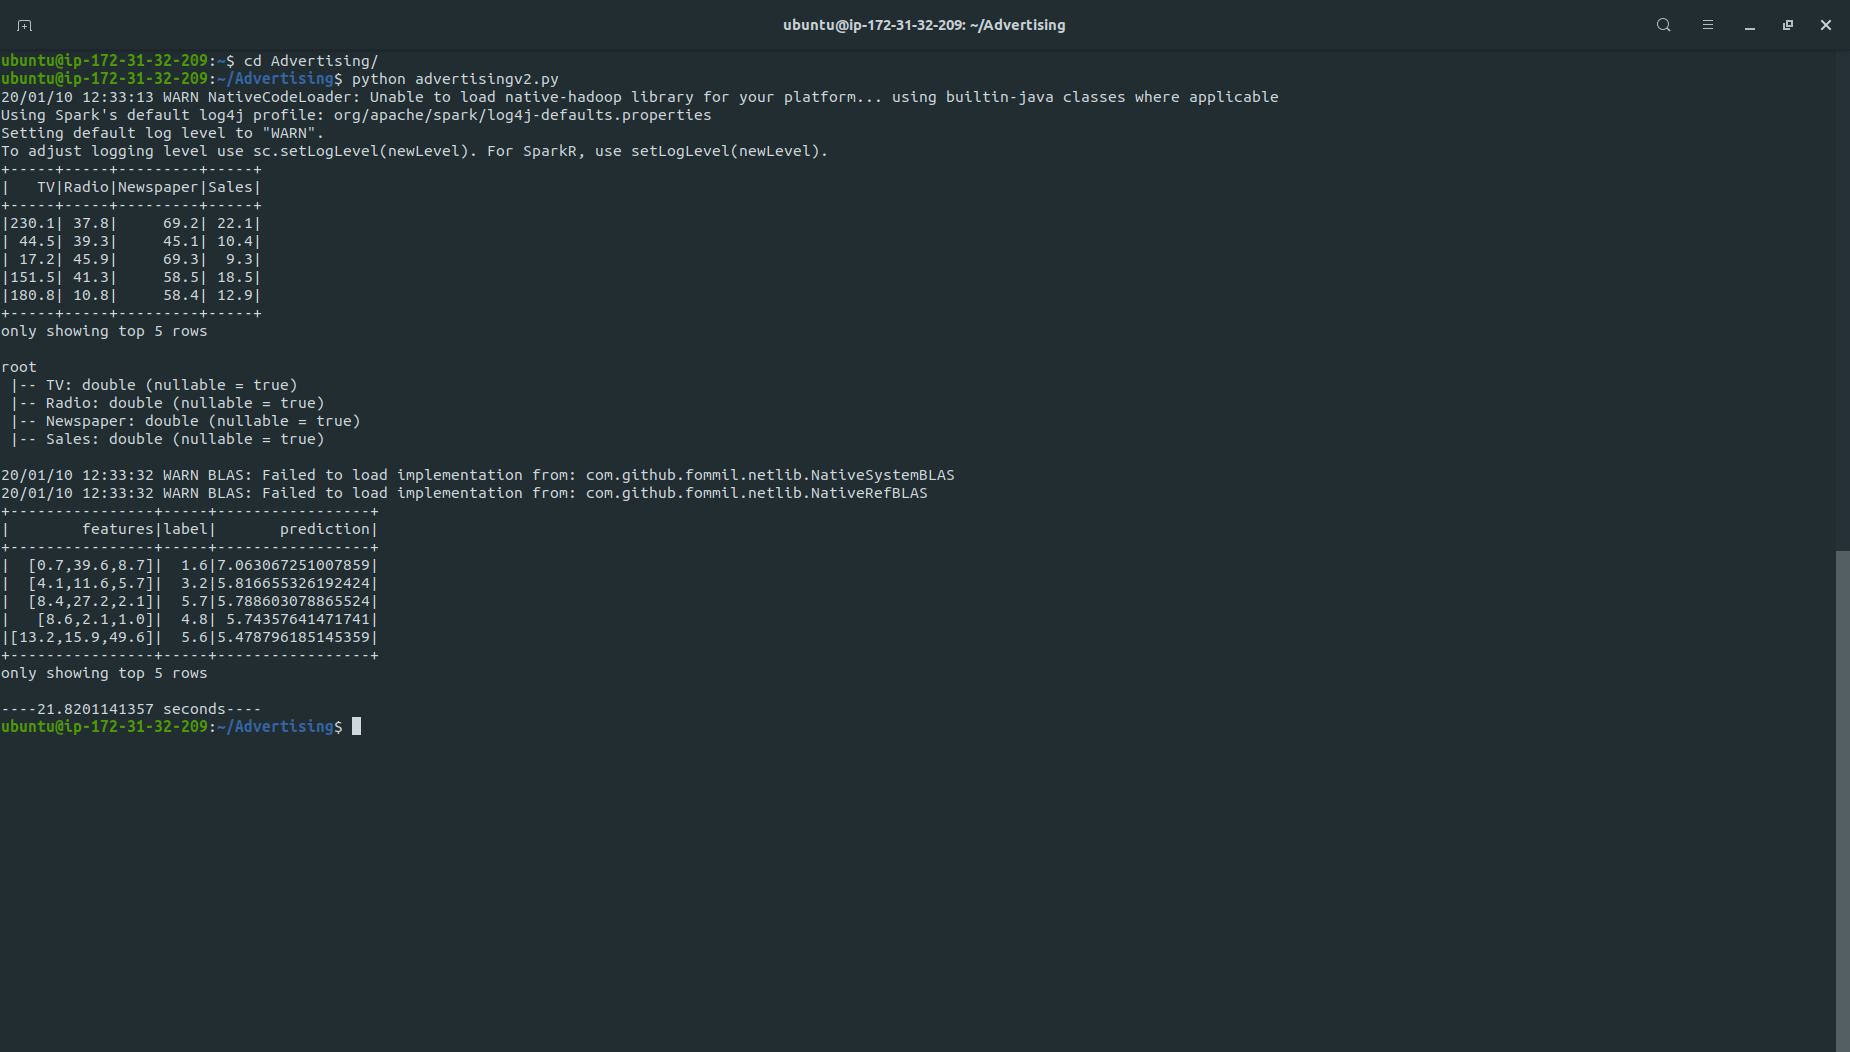 ubuntu@ip-172-31-32-209: ~/Advertising
ubuntu@ip-172-31-32-209:~$ cd Advertising/
ubuntu@ip-172-31-32-209:~/Advertising$ python advertisingv2.py
20/01/10 12:33:13 WARN NativeCodeLoader: Unable to load native-hadoop library for your platform... using builtin-java classes where applicable
Using Spark's default log4j profile: org/apache/spark/log4j-defaults.properties
Setting default log level to "WARN".
To adjust logging level use sc.setLogLevel(newLevel). For SparkR, use setLogLevel(newLevel).
+-----+-----+---------+-----+
|   TV|Radio|Newspaper|Sales|
+-----+-----+---------+-----+
|230.1| 37.8|     69.2| 22.1|
| 44.5| 39.3|     45.1| 10.4|
| 17.2| 45.9|     69.3|  9.3|
|151.5| 41.3|     58.5| 18.5|
|180.8| 10.8|     58.4| 12.9|
+-----+-----+---------+-----+
only showing top 5 rows

root
 |-- TV: double (nullable = true)
 |-- Radio: double (nullable = true)
 |-- Newspaper: double (nullable = true)
 |-- Sales: double (nullable = true)

20/01/10 12:33:32 WARN BLAS: Failed to load implementation from: com.github.fommil.netlib.NativeSystemBLAS
20/01/10 12:33:32 WARN BLAS: Failed to load implementation from: com.github.fommil.netlib.NativeRefBLAS
+----------------+-----+-----------------+
|        features|label|       prediction|
+----------------+-----+-----------------+
|  [0.7,39.6,8.7]|  1.6|7.063067251007859|
|  [4.1,11.6,5.7]|  3.2|5.816655326192424|
|  [8.4,27.2,2.1]|  5.7|5.788603078865524|
|   [8.6,2.1,1.0]|  4.8| 5.74357641471741|
|[13.2,15.9,49.6]|  5.6|5.478796185145359|
+----------------+-----+-----------------+
only showing top 5 rows

----21.8201141357 seconds----
ubuntu@ip-172-31-32-209:~/Advertising$